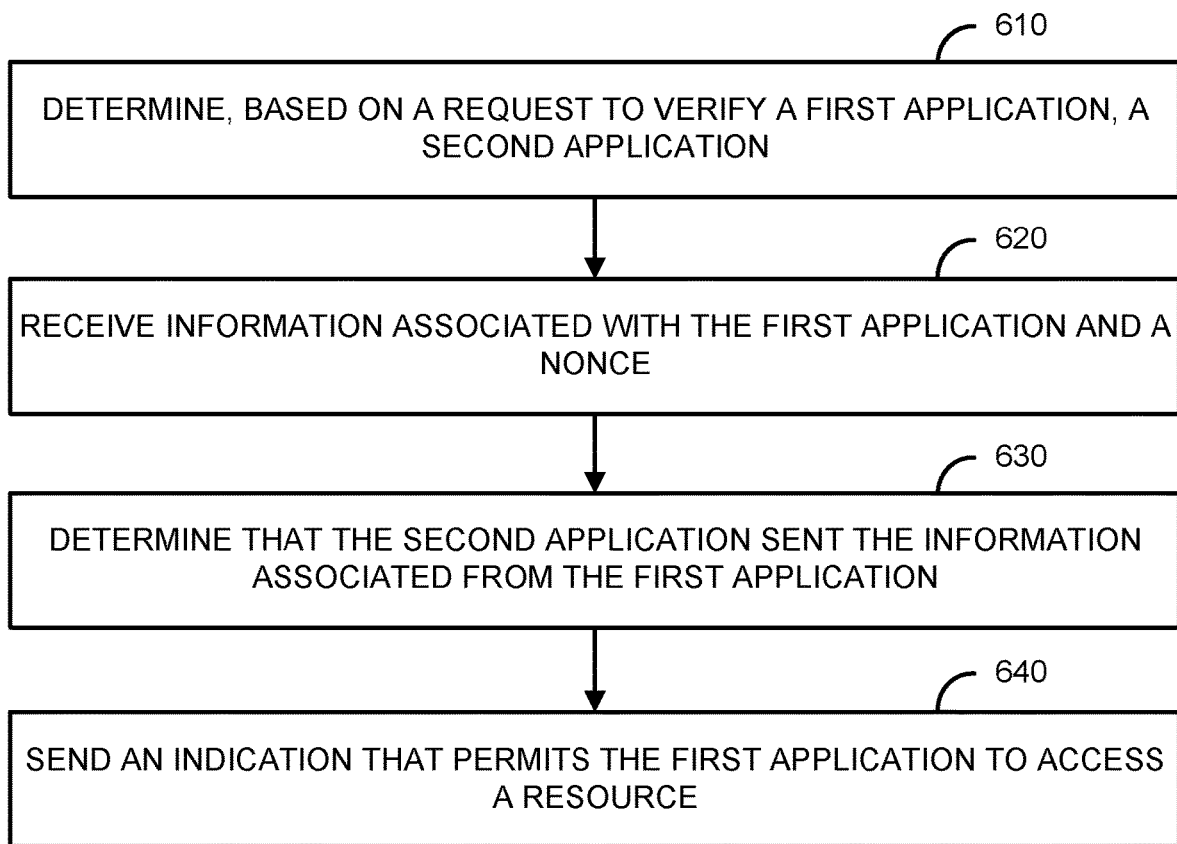 610
DETERMINE, BASED ON A REQUEST TO VERIFY A FIRST APPLICATION, A
SECOND APPLICATION
620
RECEIVE INFORMATION ASSOCIATED WITH THE FIRST APPLICATION AND A
NONCE
630
DETERMINE THAT THE SECOND APPLICATION SENT THE INFORMATION
ASSOCIATED FROM THE FIRST APPLICATION
640
SEND AN INDICATION THAT PERMITS THE FIRST APPLICATION TO ACCESS
A RESOURCE